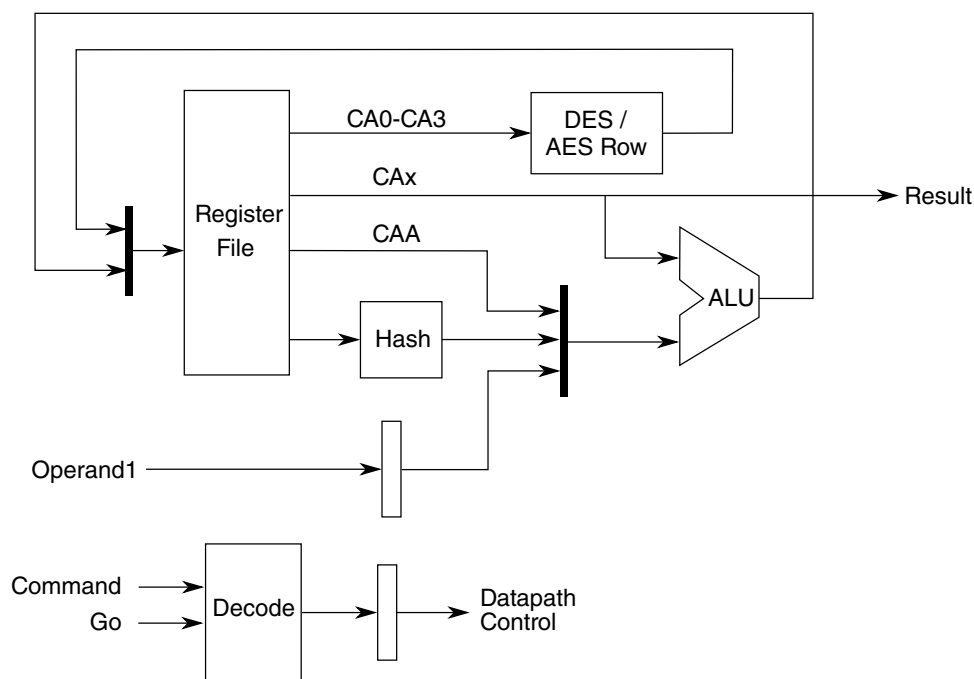 CA0-CA3
DES /
AES Row
CAx
Result
Register
File
CAA
ALU
Hash
Operand1
Command
Go
Decode
Datapath
Control